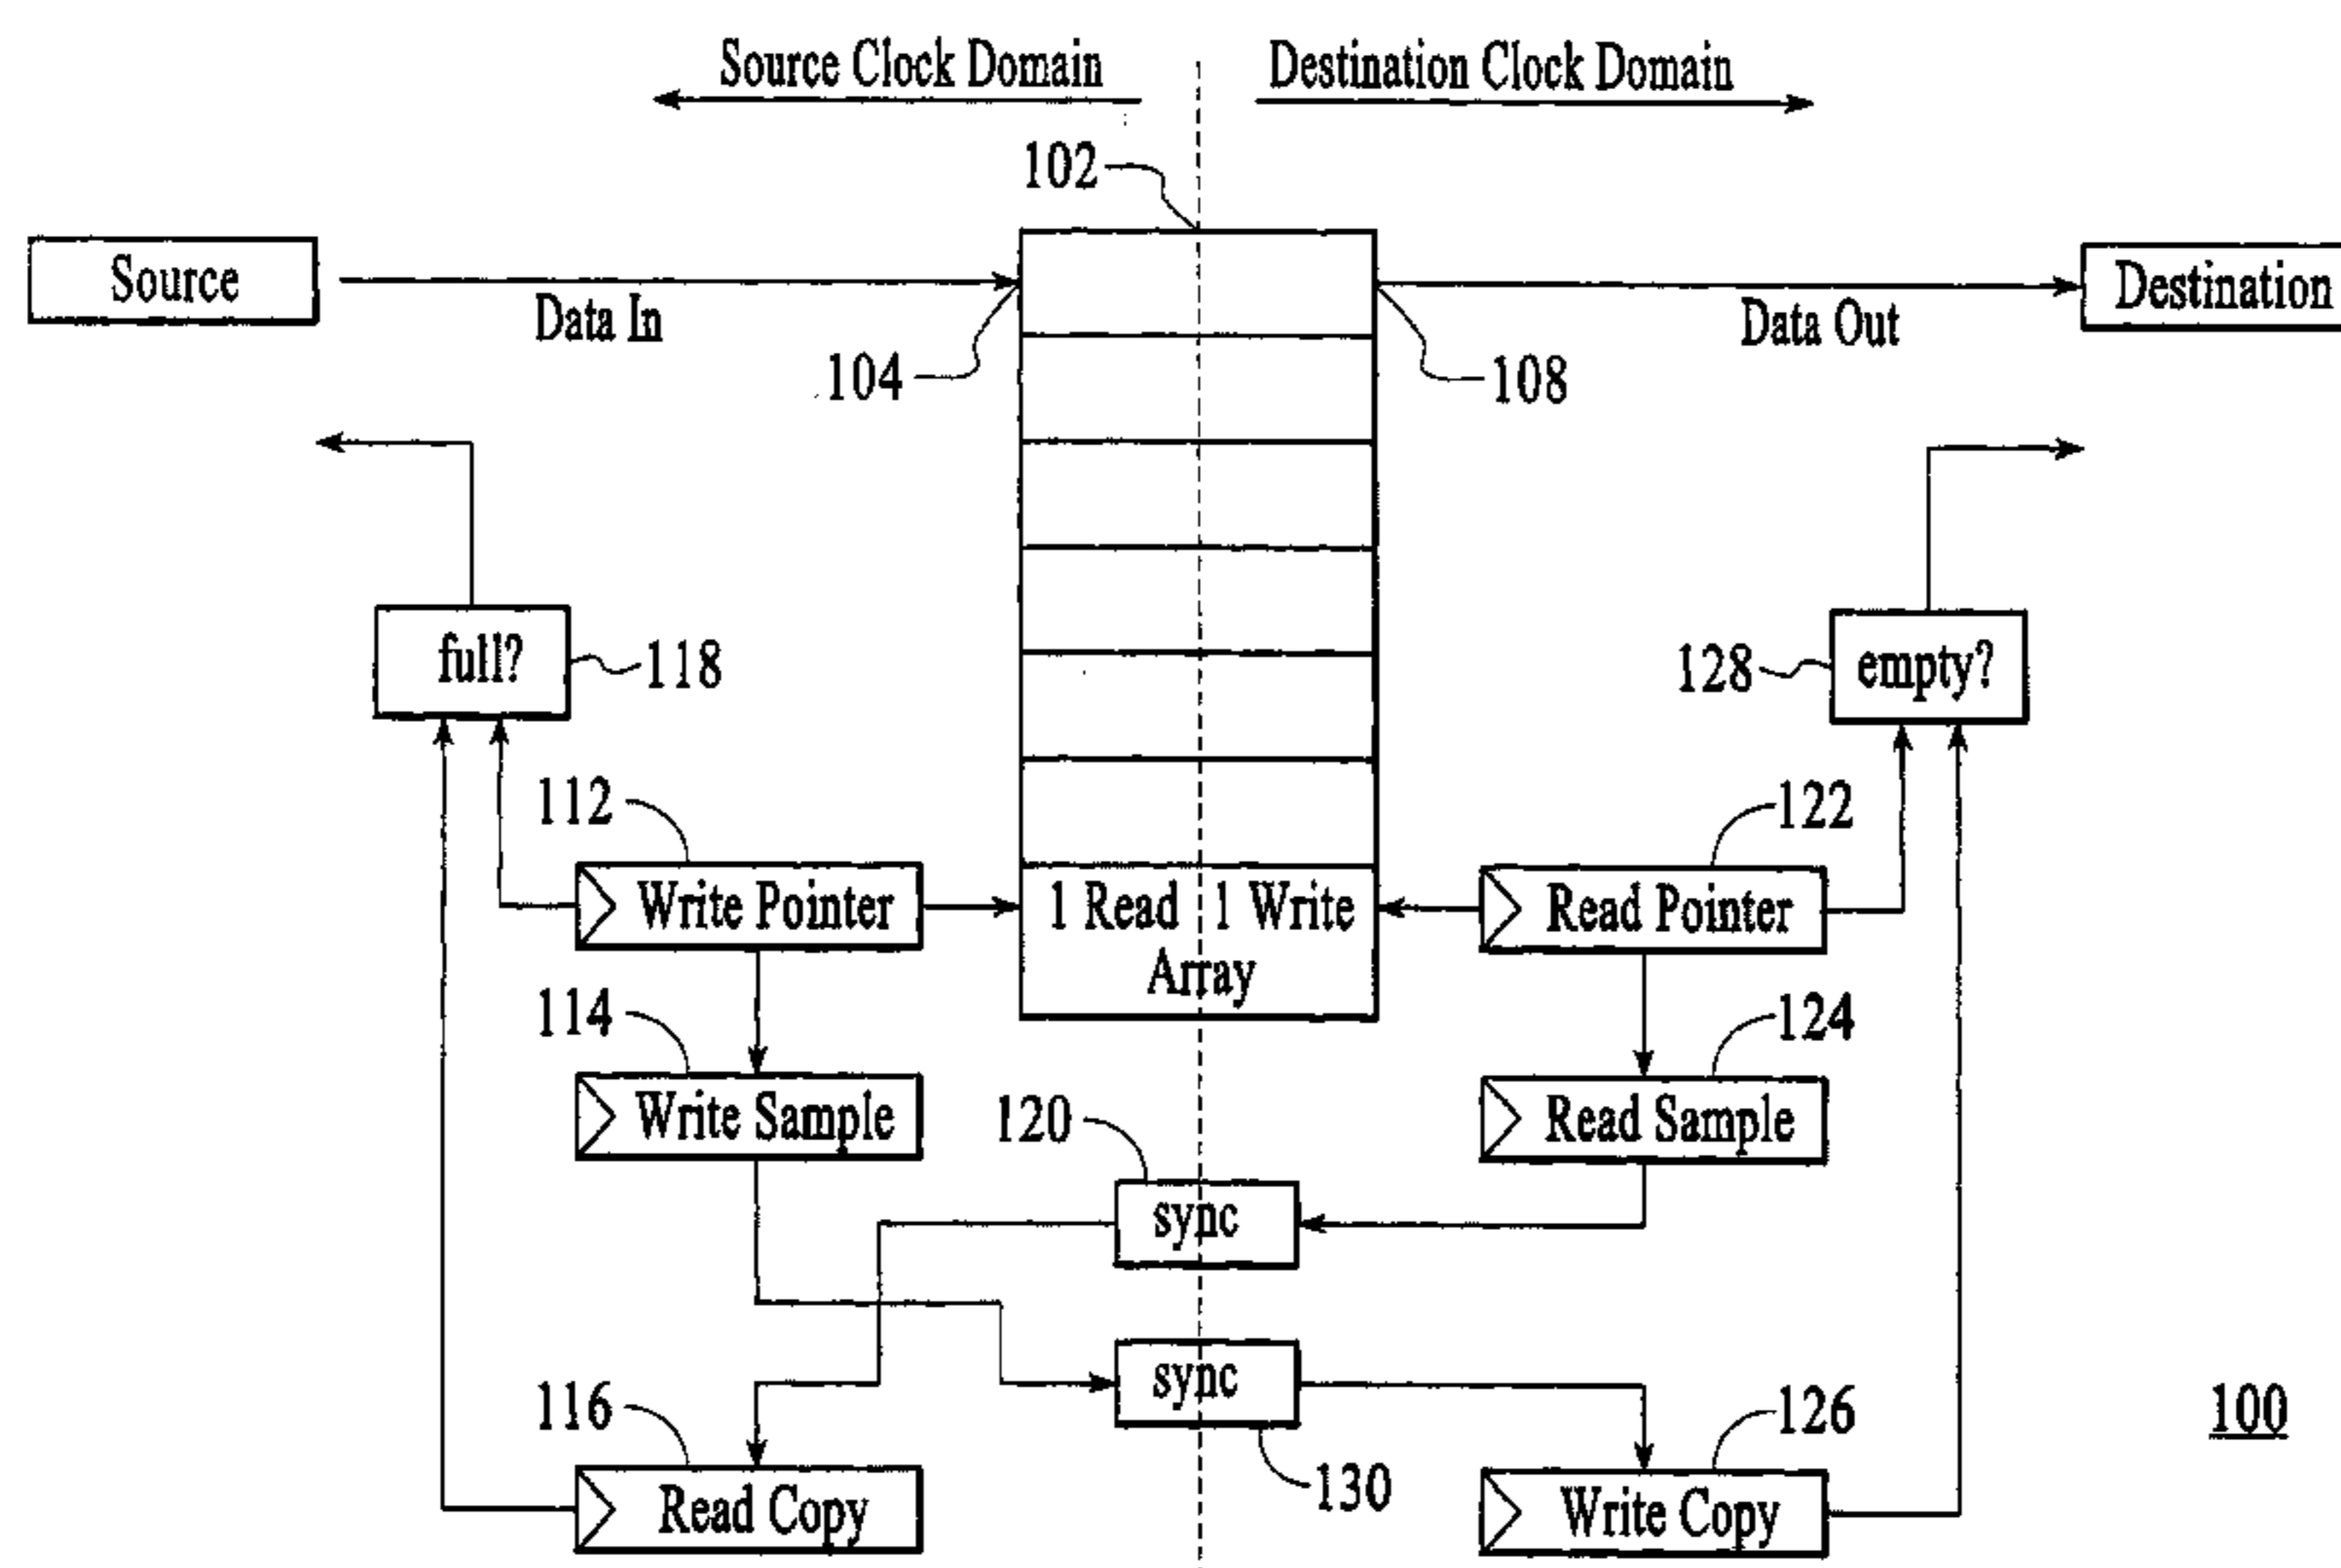 Source Clock Domain
Destination Clock Domain
102
Source
Data In
104
Data Out
Destination
108
full?
118
128
empty?
112
122
Write Pointer
1 Read 1 Write
Array
Read Pointer
114
124
Write Sample
120
Read Sample
sync
sync
116
126
100
130
Read Copy
Write Copy